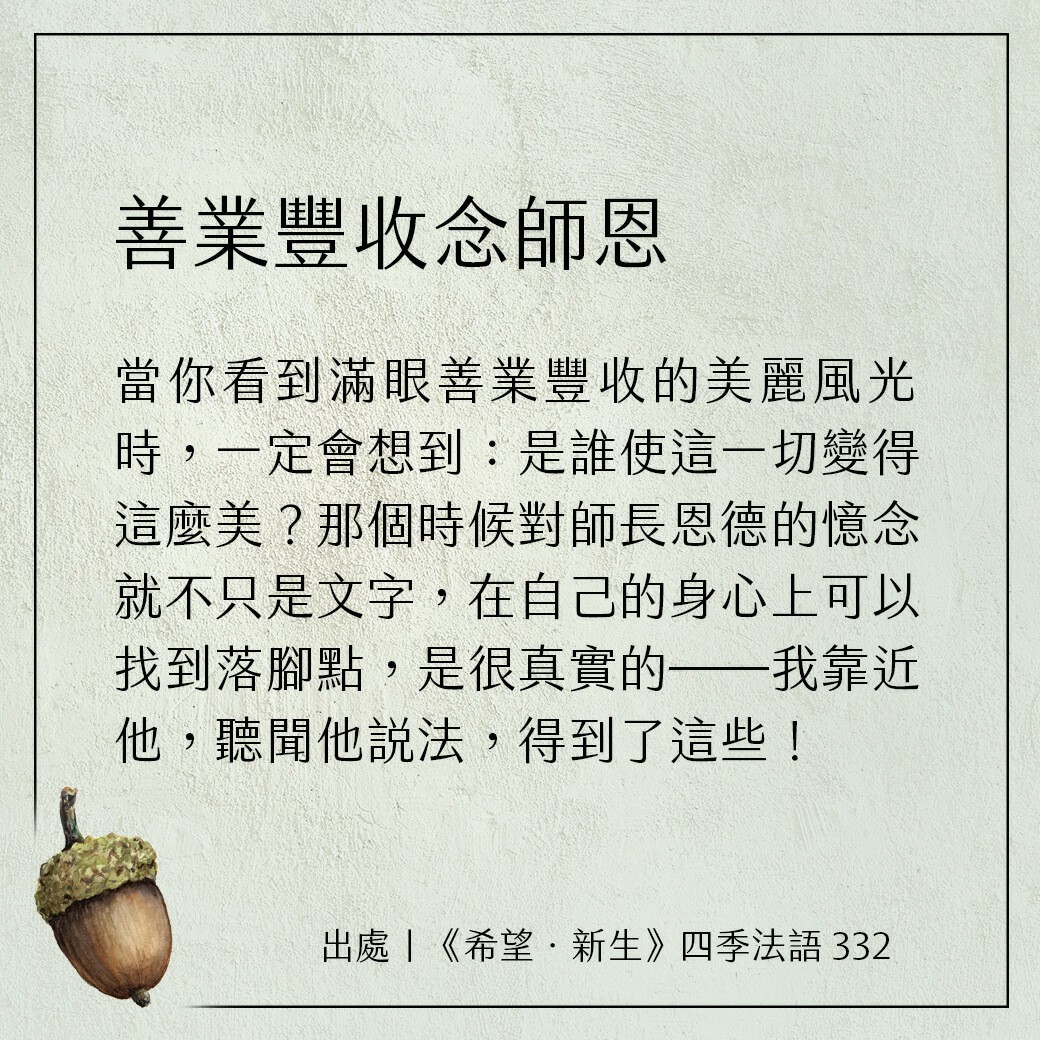 善業豐收念師恩
當你看到滿眼善業豐收的美麗風光
時，一定會想到：是誰使這一切變得
這麼美？那個時候對師長恩德的憶念
就不只是文字，在自己的身心上可以
找到落腳點，是很真實的——我靠近
他，聽聞他説法，得到了這些！
出處｜《希望．新生》四季法語 332